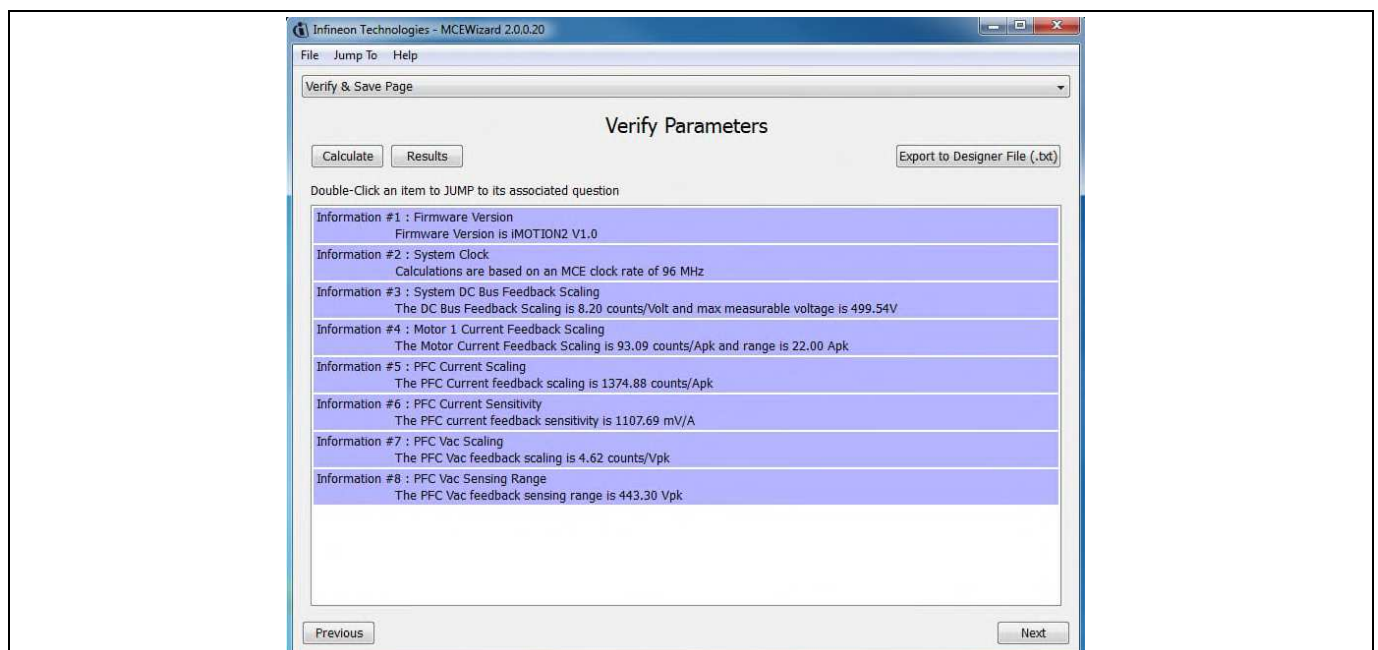 Infineon Technologies - MCEWizard 2.0.0.20
File Jump To Help
Verify & Save Page
Verify Parameters
Calculate Results Export to Designer File (.txt)
Double-Click an item to JUMP to its associated question
Information #1 : Firmware Version
Firmware Version is iMOTION2 V1.0
Information #2 : System Clock
Calculations are based on an MCE clock rate of 96 MHz
Information #3 : System DC Bus Feedback Scaling
The DC Bus Feedback Scaling is 8.20 counts/Volt and max measurable voltage is 499.54V
Information #4 : Motor 1 Current Feedback Scaling
The Motor Current Feedback Scaling is 93.09 counts/Apk and range is 22.00 Apk
Information #5 : PFC Current Scaling
The PFC Current feedback scaling is 1374.88 counts/Apk
Information #6 : PFC Current Sensitivity
The PFC current feedback sensitivity is 1107.69 mV/A
Information #7 : PFC Vac Scaling
The PFC Vac feedback scaling is 4.62 counts/Vpk
Information #8 : PFC Vac Sensing Range
The PFC Vac feedback sensing range is 443.30 Vpk
Previous Next